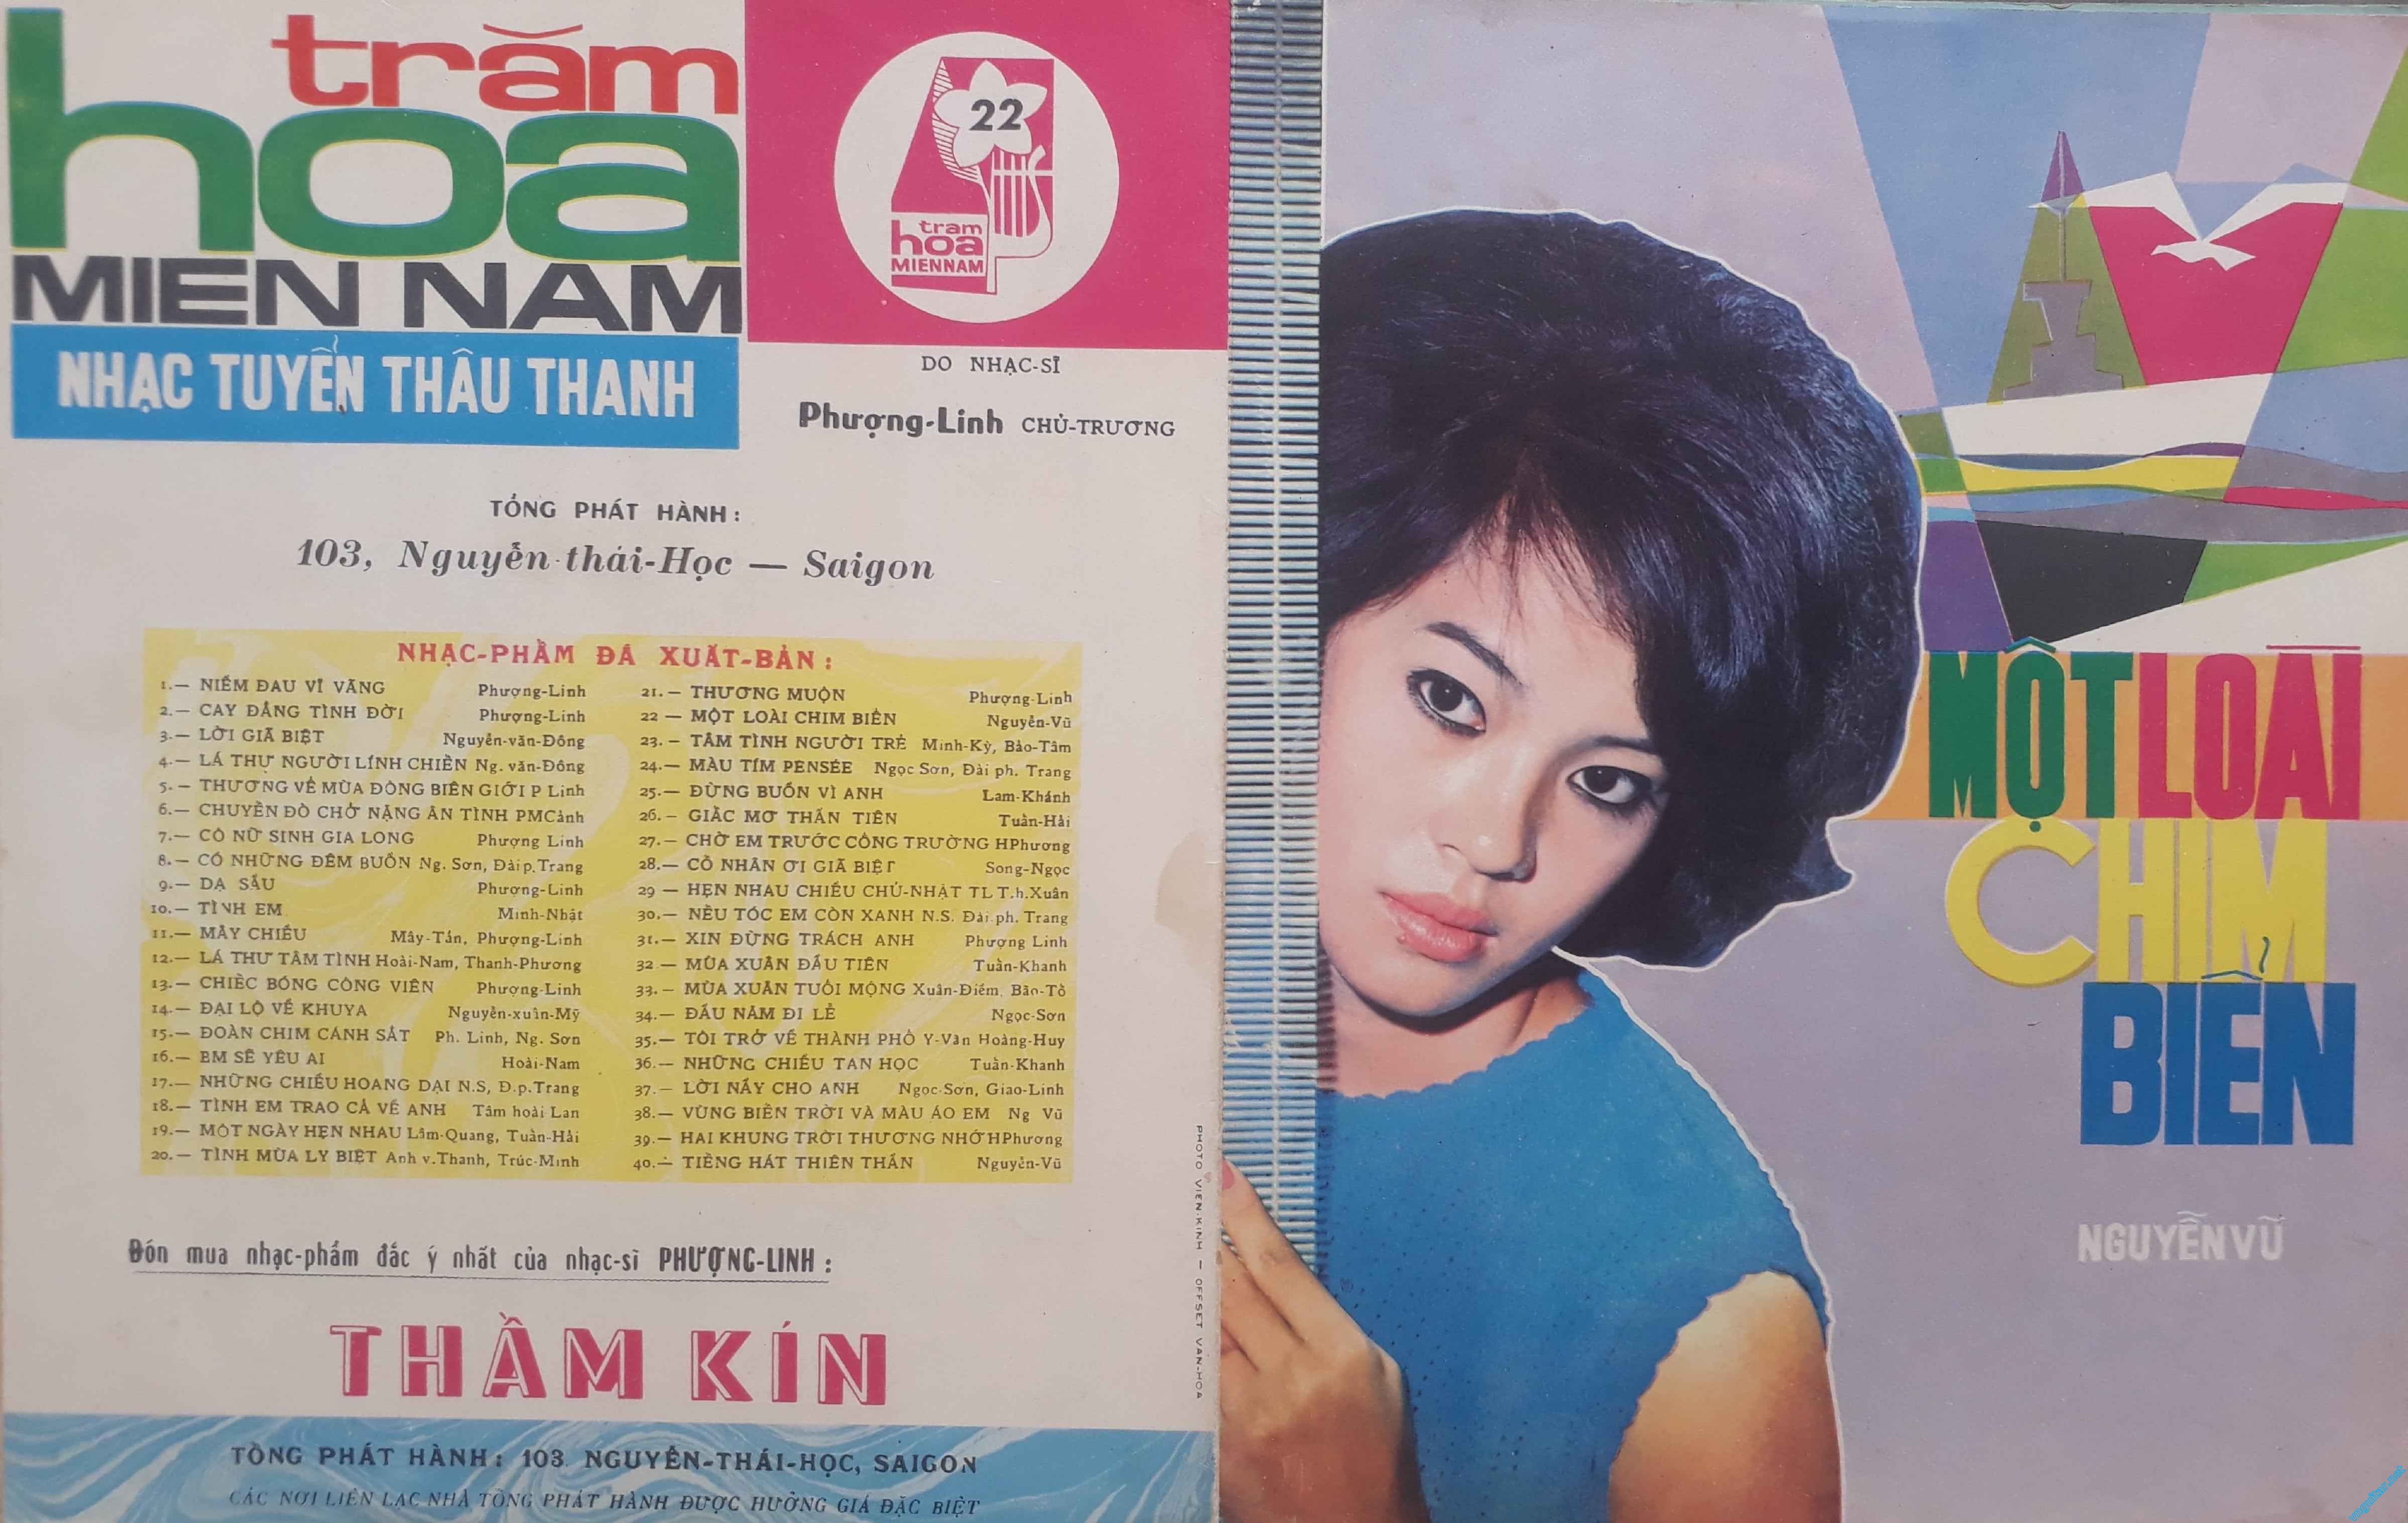 trăm
hoa
MIEN NAM
NHẠC TUYỂN THÂU THANH
22
tram
hoa
MIENNAM
DO NHẠC-SĨ
Phượng-Linh CHỦ-TRƯƠNG
TỔNG PHÁT HÀNH :
103, Nguyễn-thái-Học — Saigon
NHẠC-PHẨM ĐÃ XUẤT-BẢN :
1.— NIỀM ĐAU VĨ VÃNG Phượng-Linh
2.— CAY ĐẮNG TÌNH ĐỜI Phượng-Linh
3.— LỜI GIÃ BIỆT Nguyễn-văn-Đông
4.— LÁ THƯ NGƯỜI LÍNH CHIẾN Ng. văn-Đông
5.— THƯƠNG VỀ MÙA ĐÔNG BIÊN GIỚI P Linh
6.— CHUYẾN ĐÒ CHỞ NẶNG ÂN TÌNH PMCảnh
7.— CÔ NỮ SINH GIA LONG Phượng Linh
8.— CÓ NHỮNG ĐÊM BUỒN Ng. Sơn, Đài p. Trang
9.— DẠ SẦU Phượng-Linh
10.— TÌNH EM Minh-Nhật
11.— MÂY CHIỀU Mây-Tần, Phượng-Linh
12.— LÁ THƯ TÂM TÌNH Hoài-Nam, Thanh-Phương
13.— CHIẾC BÓNG CÔNG VIÊN Phượng-Linh
14.— ĐẠI LỘ VỀ KHUYA Nguyễn-xuân-Mỹ
15.— ĐOÀN CHIM CÁNH SẮT Ph. Linh, Ng. Sơn
16.— EM SẼ YÊU AI Hoài-Nam
17.— NHỮNG CHIỀU HOANG DẠI N.S, Đ.p.Trang
18.— TÌNH EM TRAO CẢ VỀ ANH Tâm hoài Lan
19.— MỘT NGÀY HẸN NHAU Lâm-Quang, Tuấn-Hải
20.— TÌNH MÙA LY BIỆT Anh v.Thanh, Trúc-Minh
21.— THƯƠNG MUỘN Phượng-Linh
22 — MỘT LOÀI CHIM BIỂN Nguyễn-Vũ
23.— TÂM TÌNH NGƯỜI TRẺ Minh-Kỳ, Bảo-Tâm
24.— MÀU TÍM PENSÉE Ngọc Sơn, Đài ph. Trang
25.— ĐỪNG BUỒN VÌ ANH Lam-Khánh
26.— GIẤC MƠ THẦN TIÊN Tuấn-Hải
27.— CHỜ EM TRƯỚC CÔNG TRƯỜNG HPhương
28.— CỐ NHÂN ƠI GIÃ BIỆT Song-Ngọc
29 — HẸN NHAU CHIỀU CHỦ-NHẬT TL T.h.Xuân
30.— NẾU TÓC EM CÒN XANH N.S. Đài. ph. Trang
31.— XIN ĐỪNG TRÁCH ANH Phượng Linh
32.— MÙA XUÂN ĐẦU TIÊN Tuấn-Khanh
33.— MÙA XUÂN TUỔI MỘNG Xuân-Điềm, Bão-Tố
34.— ĐẦU NĂM ĐI LỄ Ngọc-Sơn
35.— TÔI TRỞ VỀ THÀNH PHỐ Y-Vân Hoàng-Huy
36.— NHỮNG CHIỀU TAN HỌC Tuấn-Khanh
37.— LỜI NẦY CHO ANH Ngọc-Sơn, Giao-Linh
38.— VÙNG BIỂN TRỜI VÀ MÀU ÁO EM Ng Vũ
39.— HAI KHUNG TRỜI THƯƠNG NHỚ HPhương
40.— TIẾNG HÁT THIÊN THẦN Nguyễn-Vũ
Đón mua nhạc-phẩm đắc ý nhất của nhạc-sĩ PHƯỢNG-LINH :
THẦM KÍN
TỔNG PHÁT HÀNH : 103. NGUYỄN-THÁI-HỌC, SAIGON
CÁC NƠI LIÊN LẠC NHÀ TỔNG PHÁT HÀNH ĐƯỢC HƯỞNG GIÁ ĐẶC BIỆT
PHOTO VIỄN-KÍNH — OFFSET VĂN-HOA
MỘT LOÀI
CHIM
BIỂN
NGUYỄN VŨ